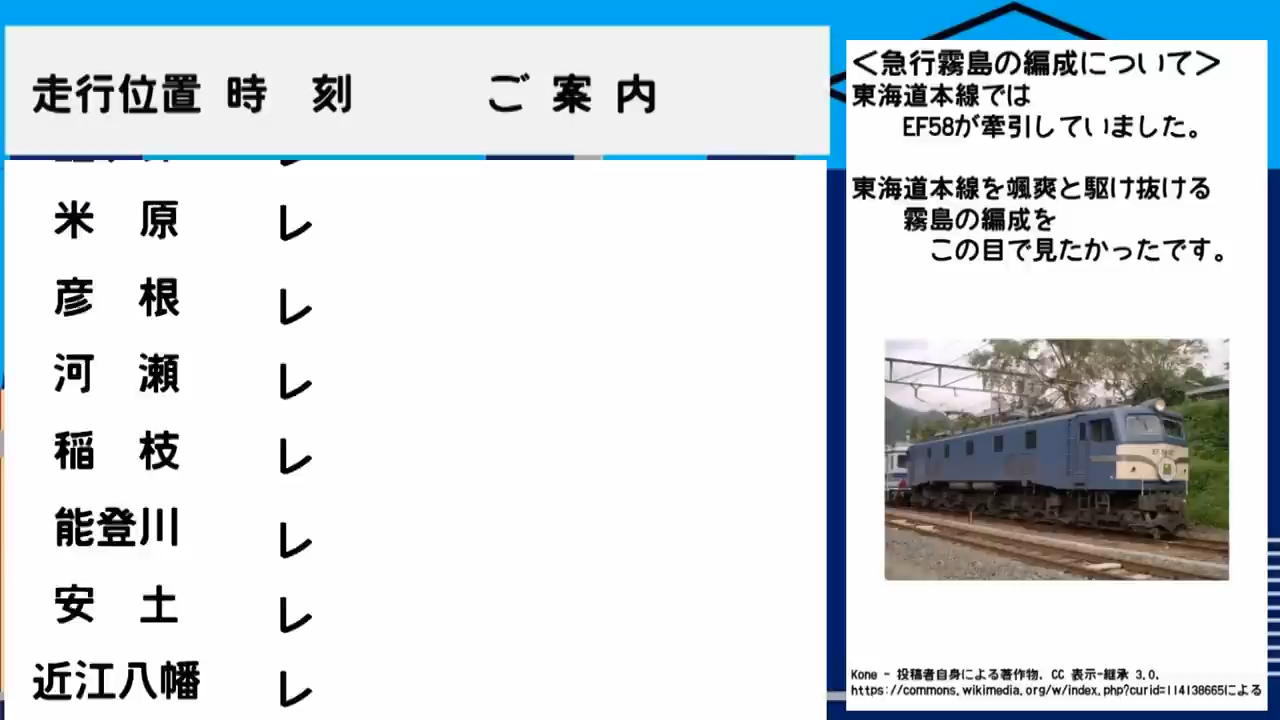 走行位置 時 刻 ご 案 内
米 原 レ
彦 根 レ
河 瀬 レ
稲 枝 レ
能登川 レ
安 土 レ
近江八幡 レ
＜急行霧島の編成について＞
東海道本線では
EF58が牽引していました。
東海道本線を颯爽と駆け抜ける
霧島の編成を
この目で見たかったです。
Kone - 投稿者自身による著作物, CC 表示-継承 3.0,
https://commons.wikimedia.org/w/index.php?curid=114138665による